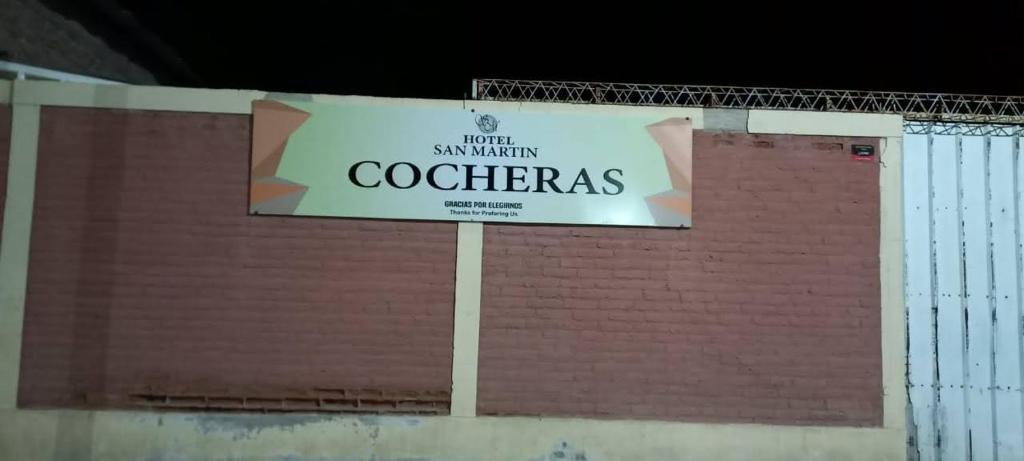 HOTEL
SAN MARTIN
COCHERAS
GRACIAS POR ELEGIRNOS
Thanks for Prefering Us